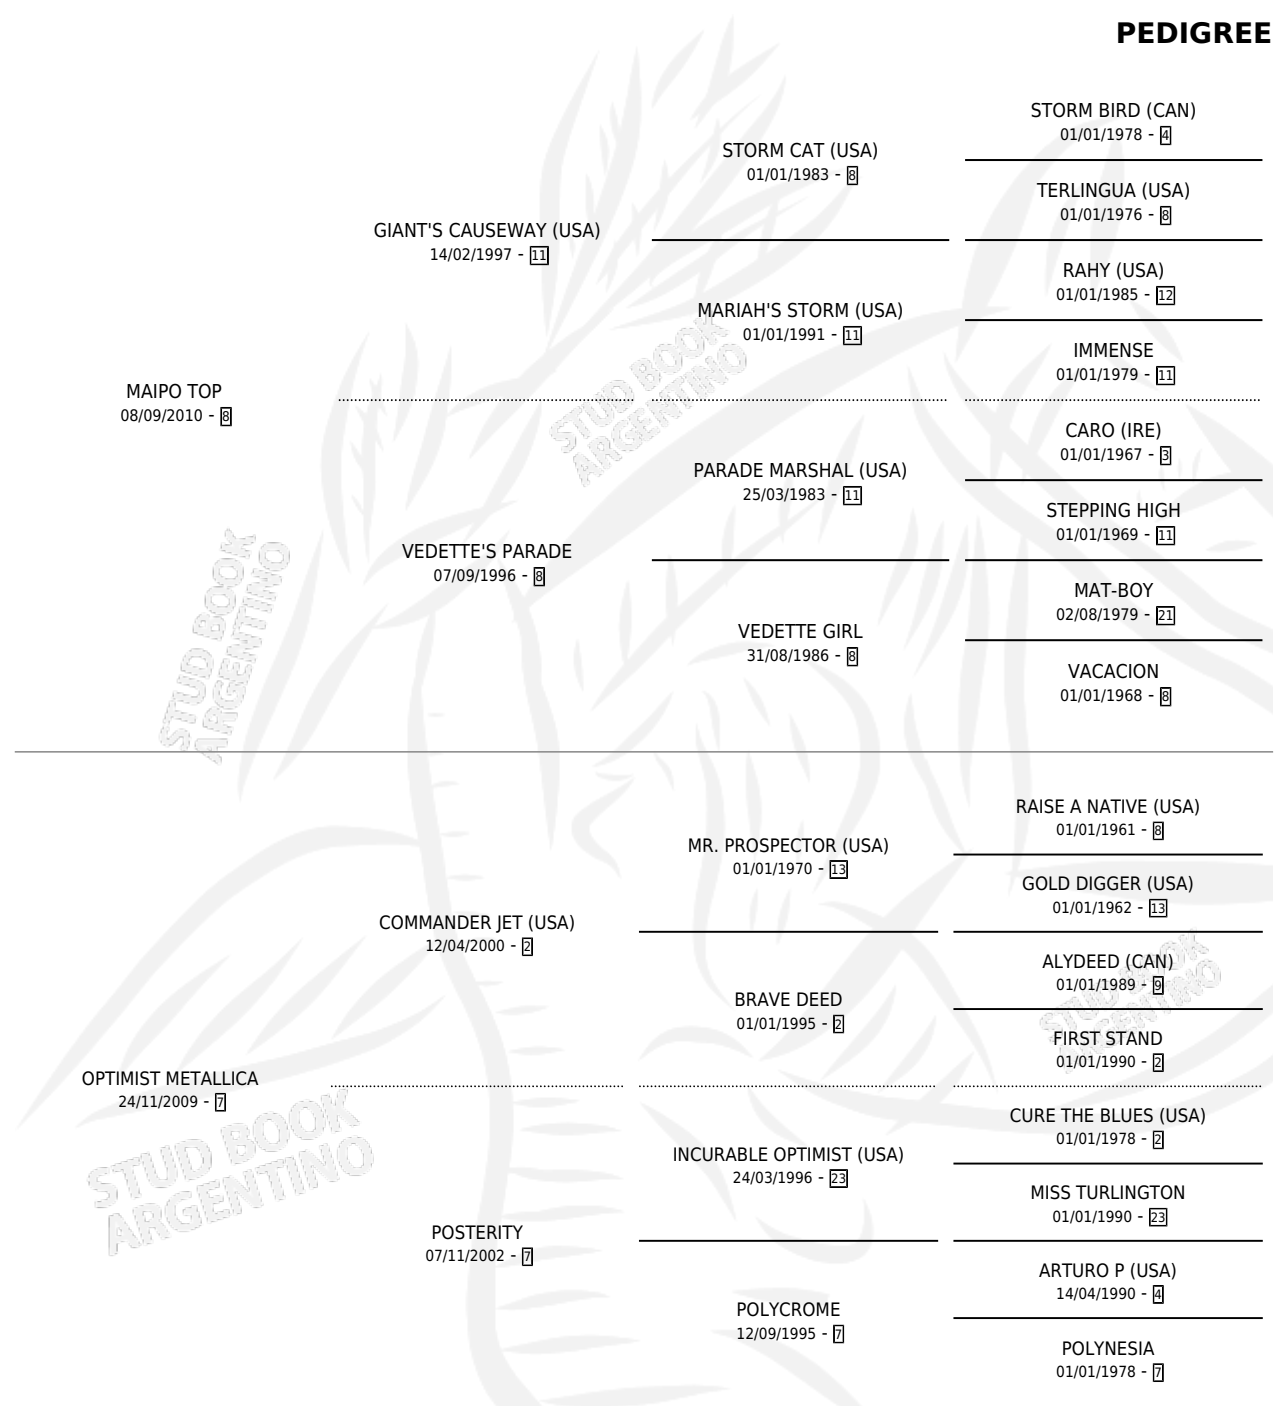 PEDIGREE
STORM BIRD (CAN)
01/01/1978 - 4
STORM CAT (USA)
01/01/1983 - 8
TERLINGUA (USA)
01/01/1976 - 8
GIANT'S CAUSEWAY (USA)
14/02/1997 - 11
RAHY (USA)
01/01/1985 - 12
MARIAH'S STORM (USA)
01/01/1991 - 11
IMMENSE
01/01/1979 - 11
MAIPO TOP
08/09/2010 - 8
STUD BOOK
ARGENTINO
CARO (IRE)
01/01/1967 - 3
PARADE MARSHAL (USA)
25/03/1983 - 11
STEPPING HIGH
01/01/1969 - 11
VEDETTE'S PARADE
07/09/1996 - 8
MAT-BOY
02/08/1979 - 21
VEDETTE GIRL
31/08/1986 - 8
VACACION
01/01/1968 - 8
STUD BOOK
ARGENTINO
RAISE A NATIVE (USA)
01/01/1961 - 8
MR. PROSPECTOR (USA)
01/01/1970 - 13
GOLD DIGGER (USA)
01/01/1962 - 13
COMMANDER JET (USA)
12/04/2000 - 2
ALYDEED (CAN)
01/01/1989 - 9
STUD BOOK
ARGENTINO
BRAVE DEED
01/01/1995 - 2
FIRST STAND
01/01/1990 - 2
OPTIMIST METALLICA
24/11/2009 - 7
STUD BOOK
ARGENTINO
CURE THE BLUES (USA)
01/01/1978 - 2
INCURABLE OPTIMIST (USA)
24/03/1996 - 23
MISS TURLINGTON
01/01/1990 - 23
POSTERITY
07/11/2002 - 7
ARTURO P (USA)
14/04/1990 - 4
POLYCROME
12/09/1995 - 7
POLYNESIA
01/01/1978 - 7